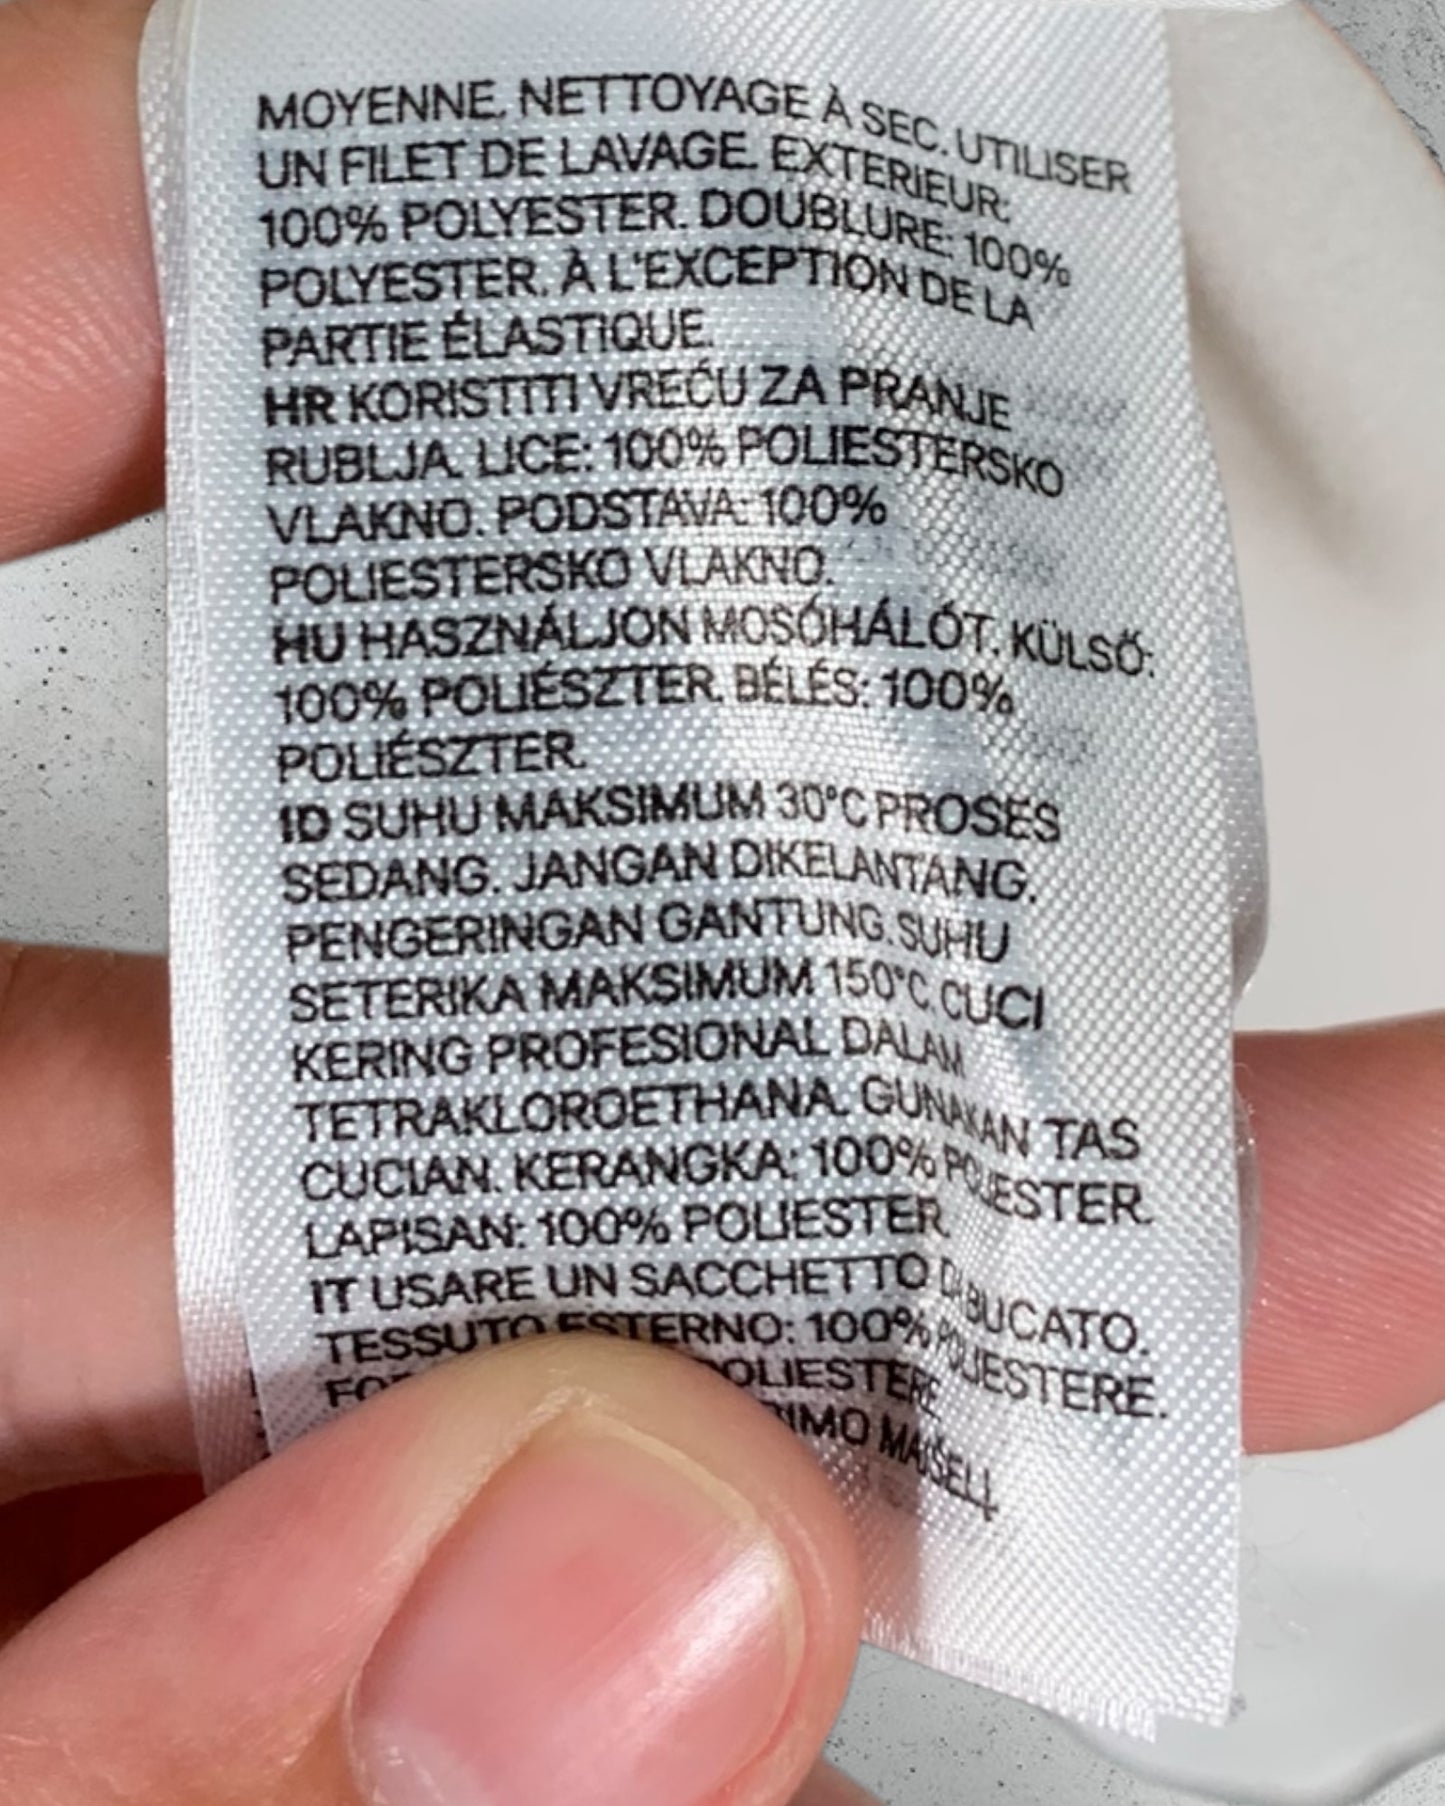 MOYENNE. NETTOYAGE À SEC. UTILISER
UN FILET DE LAVAGE. EXTERIEUR:
100% POLYESTER. DOUBLURE: 100%
POLYESTER. À L'EXCEPTION DE LA
PARTIE ÉLASTIQUE.
HR KORISTITI VREĆU ZA PRANJE
RUBLJA. LICE: 100% POLIESTERSKO
VLAKNO. PODSTAVA: 100%
POLIESTERSKO VLAKNO.
HU HASZNÁLJON MOSÓHÁLÓT. KÜLSŐ:
100% POLIÉSZTER. BÉLÉS: 100%
POLIÉSZTER.
ID SUHU MAKSIMUM 30°C PROSES
SEDANG. JANGAN DIKELANTANG.
PENGERINGAN GANTUNG. SUHU
SETERIKA MAKSIMUM 150°C. CUCI
KERING PROFESIONAL DALAM
TETRAKLOROETHANA. GUNAKAN TAS
CUCIAN. KERANGKA: 100% POLIESTER.
LAPISAN: 100% POLIESTER
IT USARE UN SACCHETTO DA BUCATO.
TESSUTO ESTERNO: 100% POLIESTERE.
POLIESTERE